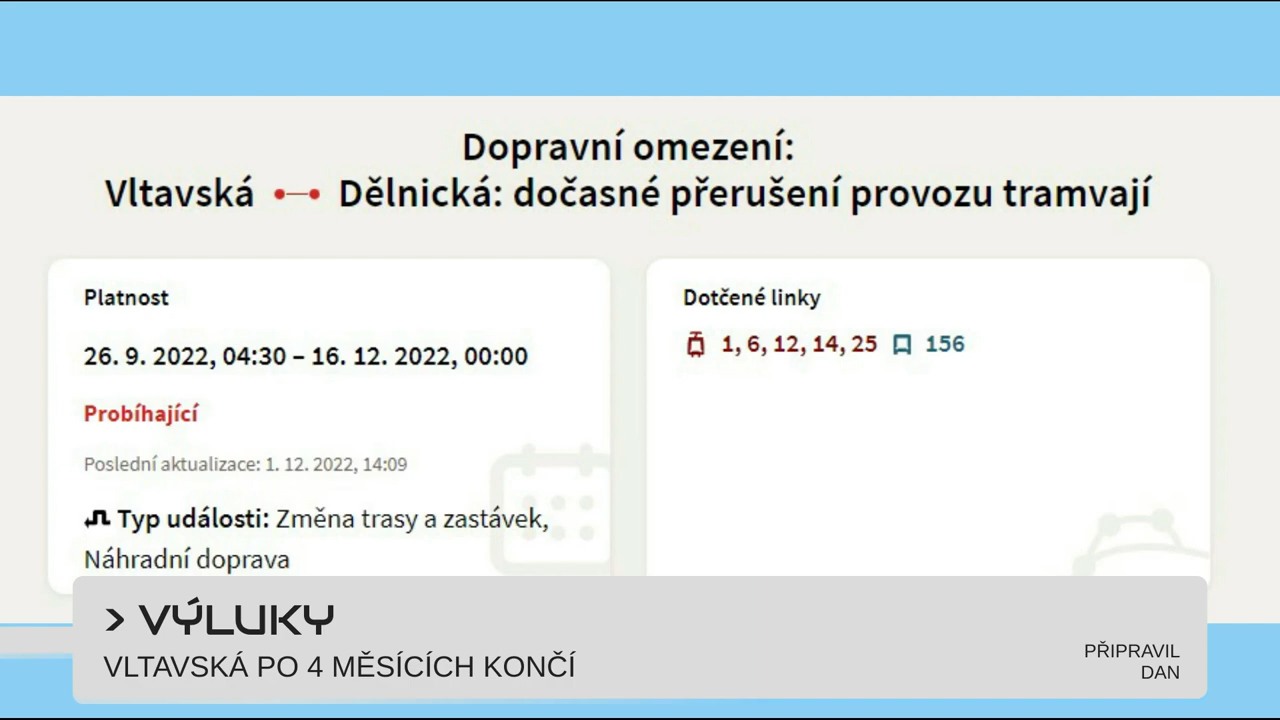 Dopravní omezení:
Vltavská Dělnická: dočasné přerušení provozu tramvají
Platnost
26. 9. 2022, 04:30 – 16. 12. 2022, 00:00
Probíhající
Poslední aktualizace: 1. 12. 2022, 14:09
Typ události: Změna trasy a zastávek,
Náhradní doprava
Dotčené linky
1, 6, 12, 14, 25 156
> VÝLUKY
VLTAVSKÁ PO 4 MĚSÍCÍCH KONČÍ
PŘIPRAVIL
DAN